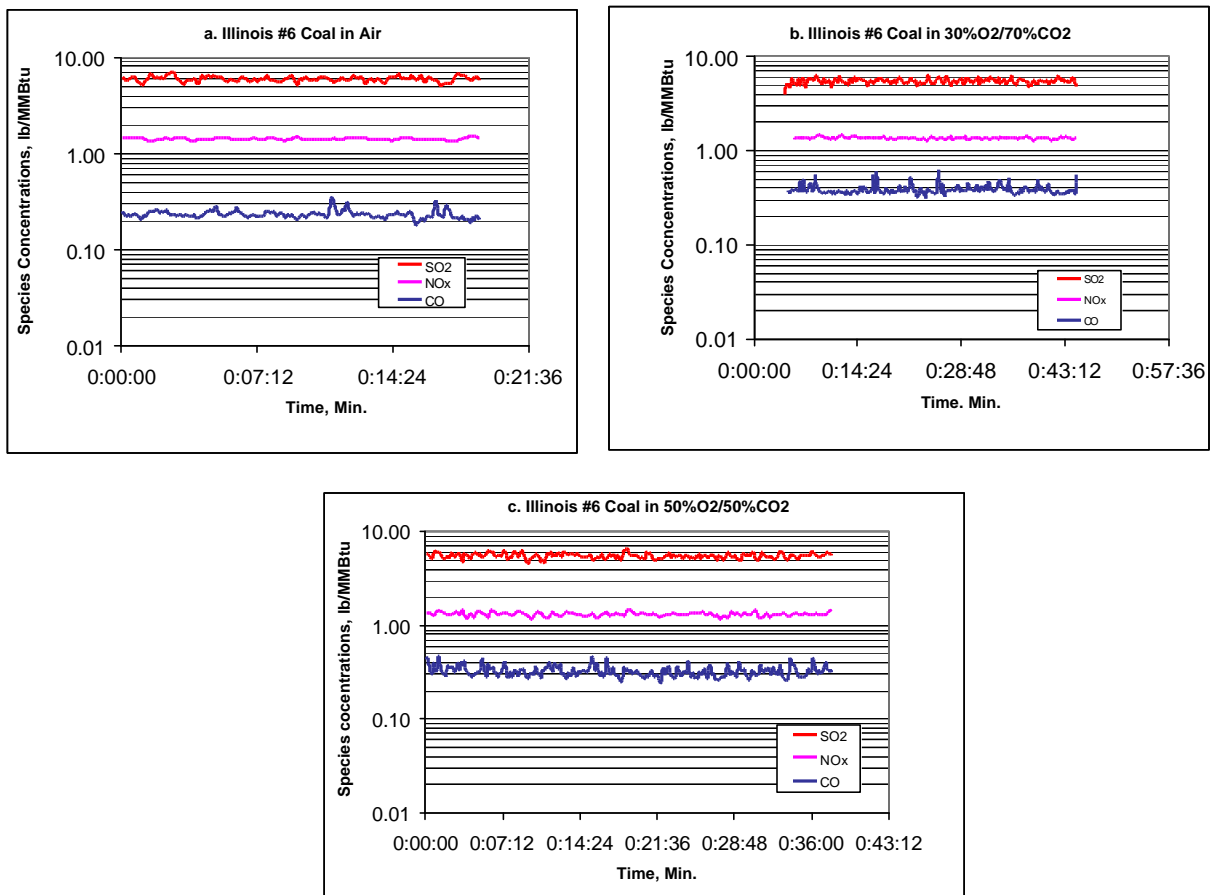 a. Illinois #6 Coal in Air
Species Concentrations, lb/MMBtu
10.00
1.00
0.10
0.01
SO2
NOx
CO
0:00:00 0:07:12 0:14:24 0:21:36
Time, Min.
b. Illinois #6 Coal in 30%O2/70%CO2
Species Cocncentrations, lb/MMBtu
10.00
1.00
0.10
0.01
SO2
NOx
CO
0:00:00 0:14:24 0:28:48 0:43:12 0:57:36
Time. Min.
c. Illinois #6 Coal in 50%O2/50%CO2
Species cocentrations, lb/MMBtu
10.00
1.00
0.10
0.01
SO2
NOx
CO
0:00:00 0:07:12 0:14:24 0:21:36 0:28:48 0:36:00 0:43:12
Time, Min.